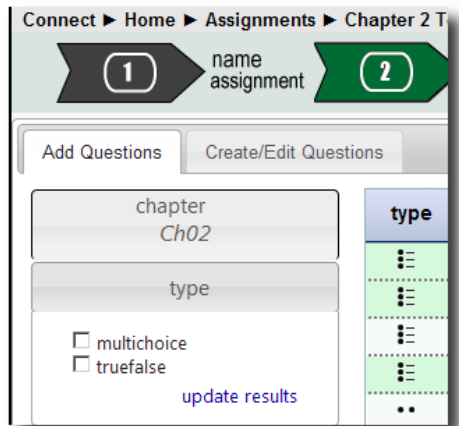 Connect ► Home ► Assignments ► Chapter 2 T
1
name
assignment
2
Add Questions
Create/Edit Questions
chapter
Ch02
type
type
multichoice
truefalse
update results